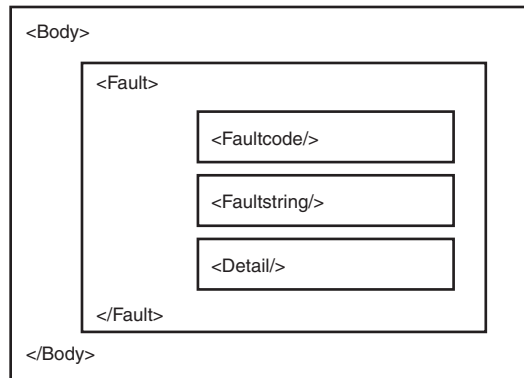 <Body>
<Fault>
<Faultcode/>
<Faultstring/>
<Detail/>
</Fault>
</Body>